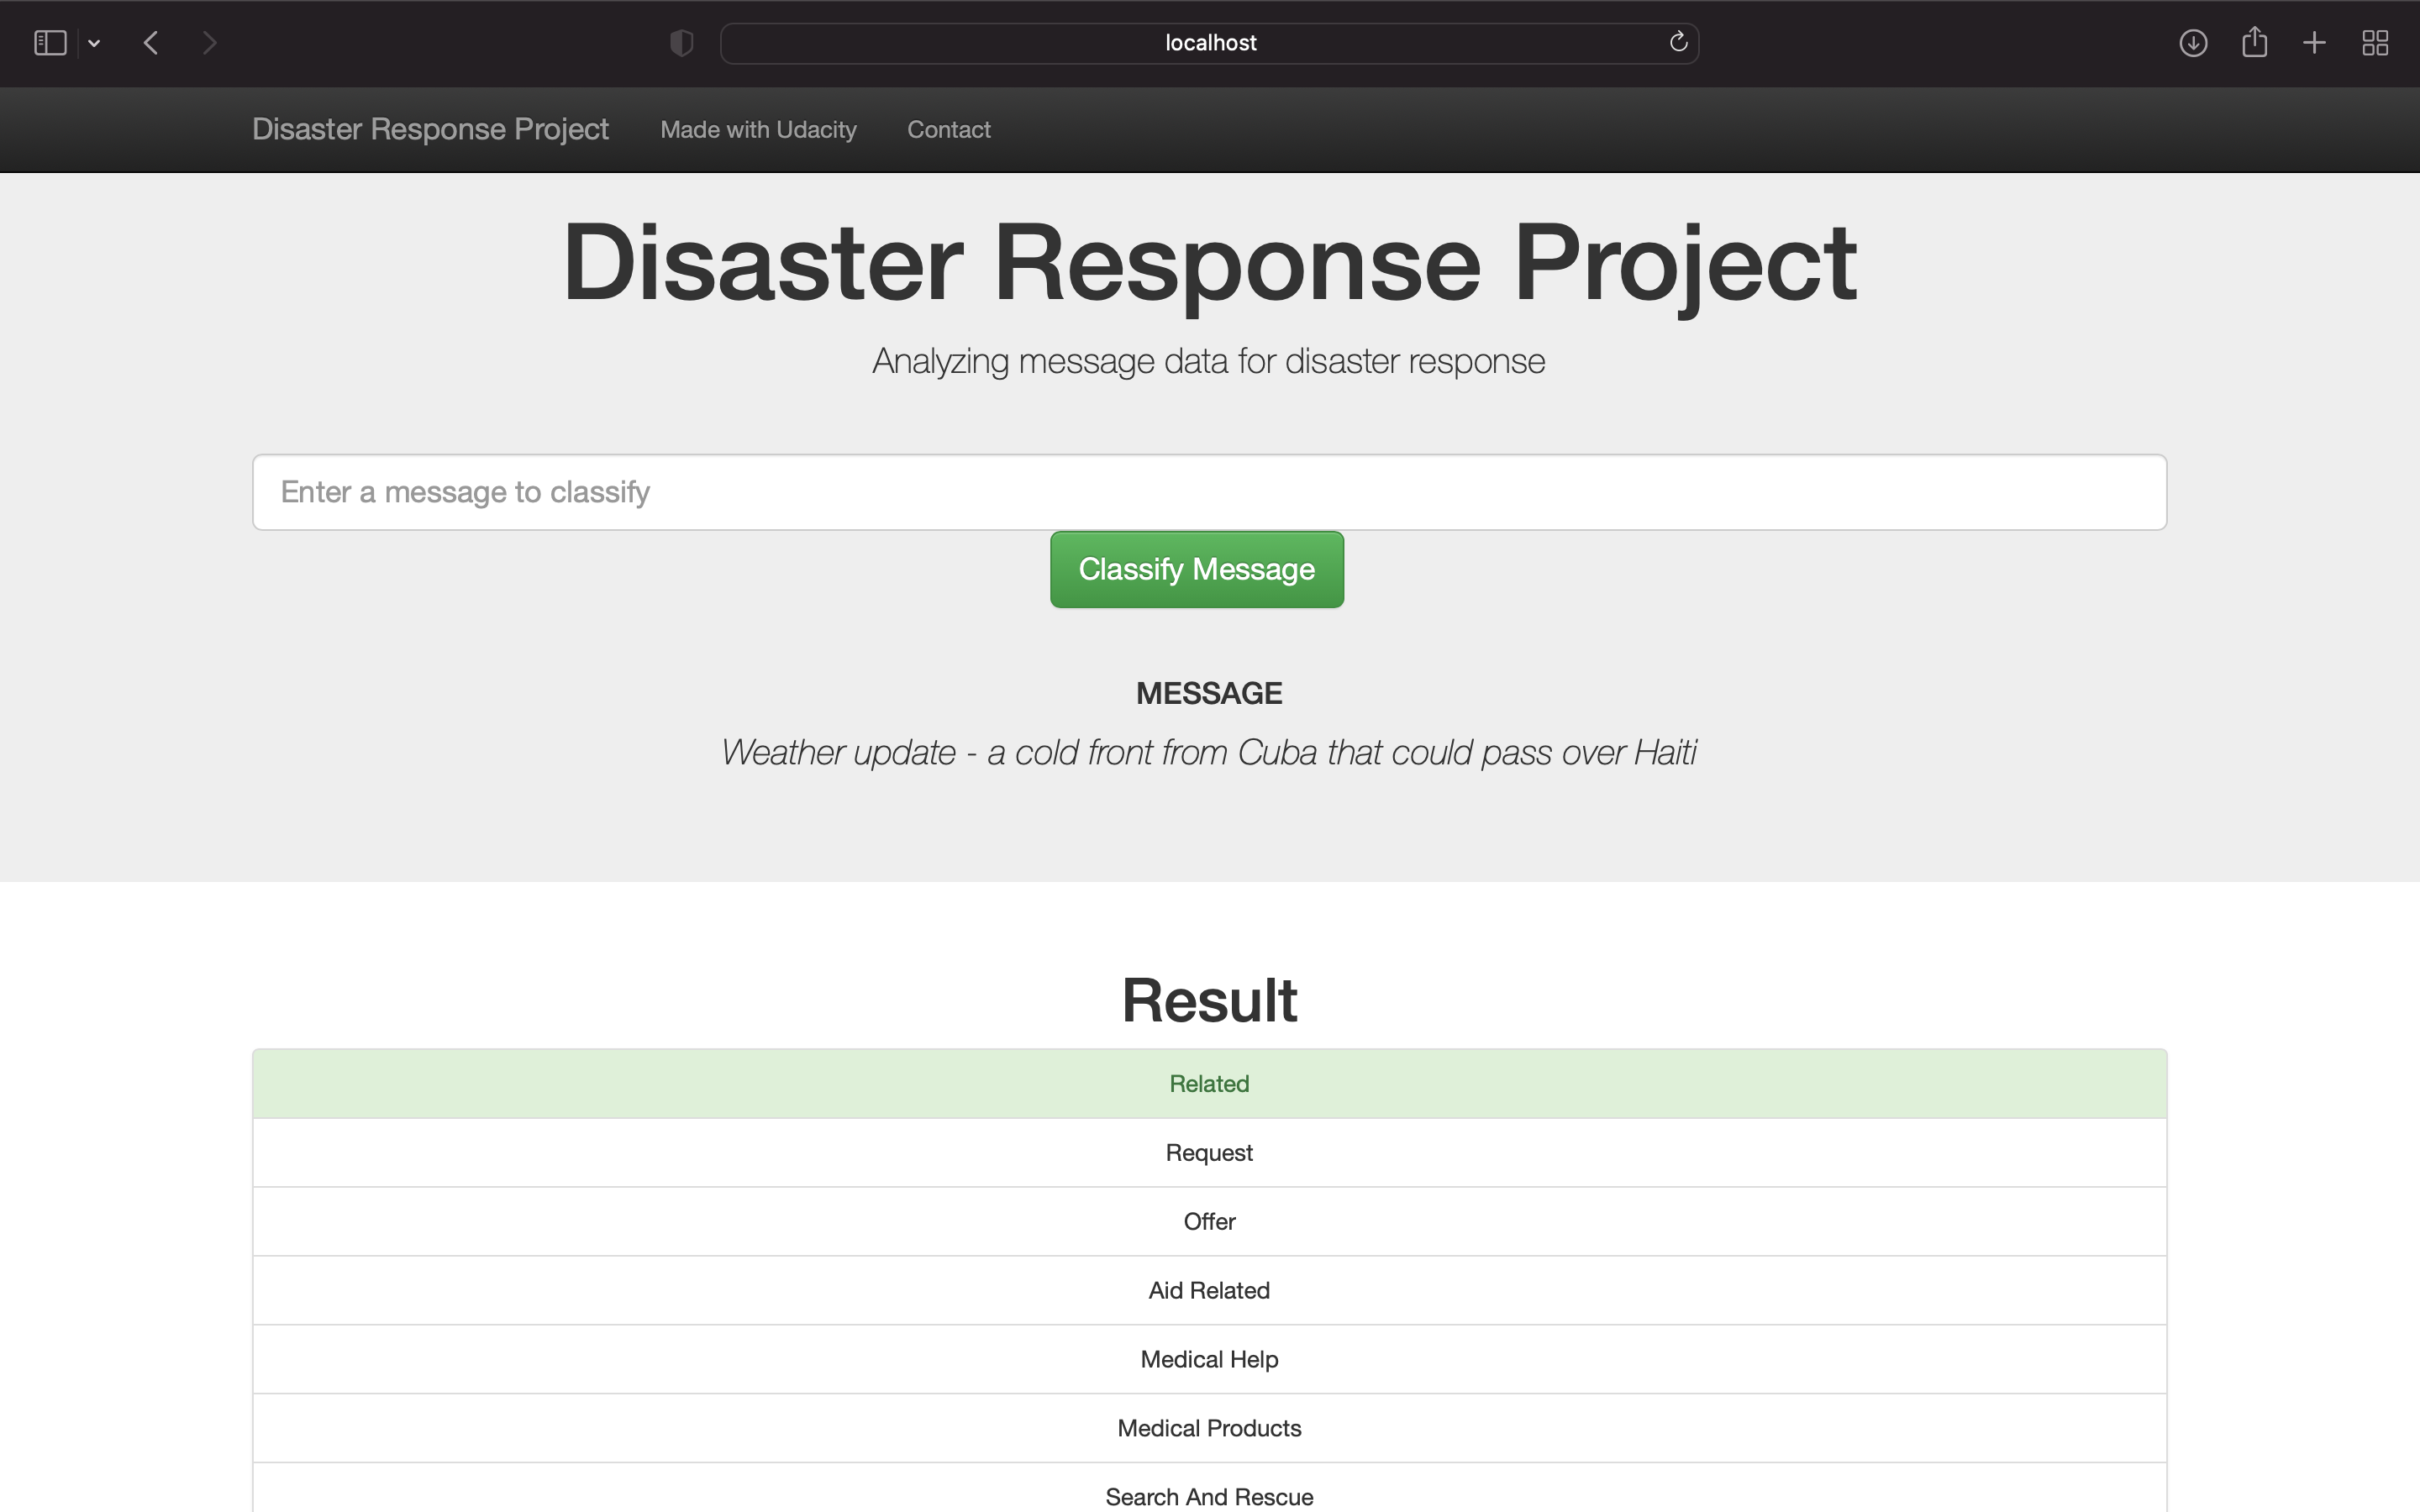 localhost
Disaster Response Project Made with Udacity Contact
Disaster Response Project
Analyzing message data for disaster response
Enter a message to classify
Classify Message
MESSAGE
Weather update - a cold front from Cuba that could pass over Haiti
Result
Related
Request
Offer
Aid Related
Medical Help
Medical Products
Search And Rescue